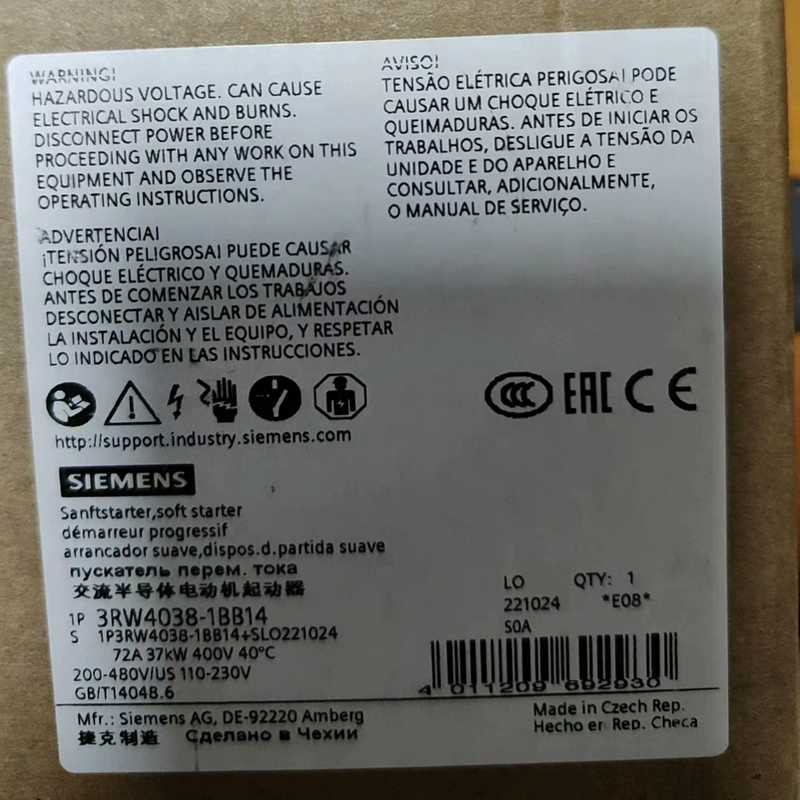 WARNING!
HAZARDOUS VOLTAGE. CAN CAUSE
ELECTRICAL SHOCK AND BURNS.
DISCONNECT POWER BEFORE
PROCEEDING WITH ANY WORK ON THIS
EQUIPMENT AND OBSERVE THE
OPERATING INSTRUCTIONS.
AVISO!
TENSÃO ELÉTRICA PERIGOSA! PODE
CAUSAR UM CHOQUE ELÉTRICO E
QUEIMADURAS. ANTES DE INICIAR OS
TRABALHOS, DESLIGUE A TENSÃO DA
UNIDADE E DO APARELHO E
CONSULTAR, ADICIONALMENTE,
O MANUAL DE SERVIÇO.
ADVERTENCIA!
¡TENSIÓN PELIGROSA! PUEDE CAUSAR
CHOQUE ELÉCTRICO Y QUEMADURAS.
ANTES DE COMENZAR LOS TRABAJOS
DESCONECTAR Y AISLAR DE ALIMENTACIÓN
LA INSTALACIÓN Y EL EQUIPO, Y RESPETAR
LO INDICADO EN LAS INSTRUCCIONES.
CCC EAC CE
http://support.industry.siemens.com
SIEMENS
Sanftstarter,soft starter
démarreur progressif
arrancador suave,dispos.d.partida suave
пускатель перем. тока
交流半导体电动机起动器
1P 3RW4038-1BB14
S 1P3RW4038-1BB14+SLO221024
72A 37kW 400V 40°C
200-480V/US 110-230V
GB/T14048.6
LO QTY: 1
221024 *E08*
S0A
4 011209 692930
Mfr.: Siemens AG, DE-92220 Amberg
捷克制造 Сделано в Чехии
Made in Czech Rep.
Hecho en Rep. Checa